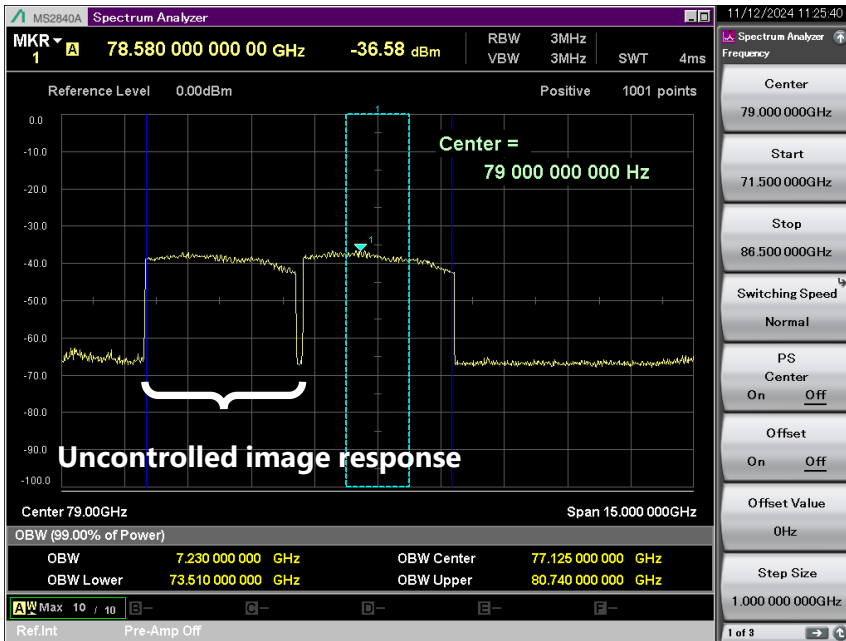 MS2840A Spectrum Analyzer
11/12/2024 11:25:40
MKR 1 A 78.580 000 000 00 GHz -36.58 dBm
RBW 3MHz
VBW 3MHz SWT 4ms
Reference Level 0.00dBm Positive 1001 points
0.0
-10.0
-20.0
-30.0
-40.0
-50.0
-60.0
-70.0
-80.0
-90.0
-100.0
1
1
Center =
79 000 000 000 Hz
Uncontrolled image response
Center 79.00GHz Span 15.000 000GHz
OBW (99.00% of Power)
OBW 7.230 000 000 GHz OBW Center 77.125 000 000 GHz
OBW Lower 73.510 000 000 GHz OBW Upper 80.740 000 000 GHz
A W Max 10 / 10 B- C- D- E- F-
Ref.Int Pre-Amp Off
Spectrum Analyzer
Frequency
Center
79.000 000GHz
Start
71.500 000GHz
Stop
86.500 000GHz
Switching Speed
Normal
PS
Center
On Off
Offset
On Off
Offset Value
0Hz
Step Size
1.000 000 000GHz
1 of 3